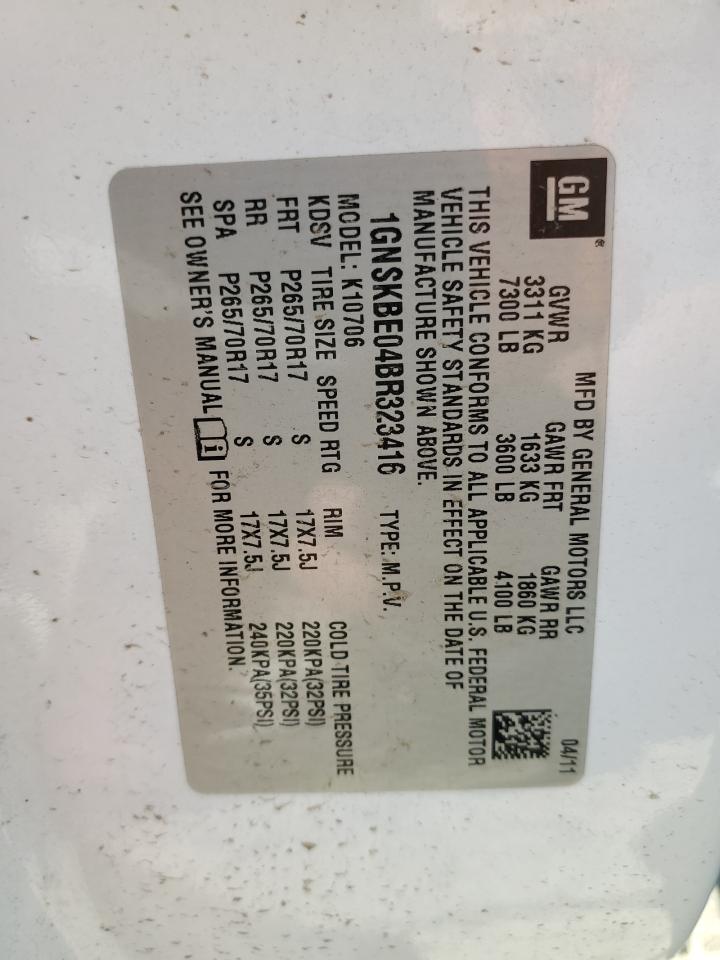 GM®
MFD BY GENERAL MOTORS LLC 04/11
GVWR GAWR FRT GAWR RR
3311 KG 1633 KG 1860 KG
7300 LB 3600 LB 4100 LB
THIS VEHICLE CONFORMS TO ALL APPLICABLE U.S. FEDERAL MOTOR
VEHICLE SAFETY STANDARDS IN EFFECT ON THE DATE OF
MANUFACTURE SHOWN ABOVE.
1GNSKBE04BR323416 TYPE: M.P.V.
MODEL: K10706
KDSV TIRE SIZE SPEED RTG RIM COLD TIRE PRESSURE
FRT P265/70R17 S 17X7.5J 220KPA(32PSI)
RR P265/70R17 S 17X7.5J 220KPA(32PSI)
SPA P265/70R17 S 17X7.5J 240KPA(35PSI)
SEE OWNER'S MANUAL i FOR MORE INFORMATION.